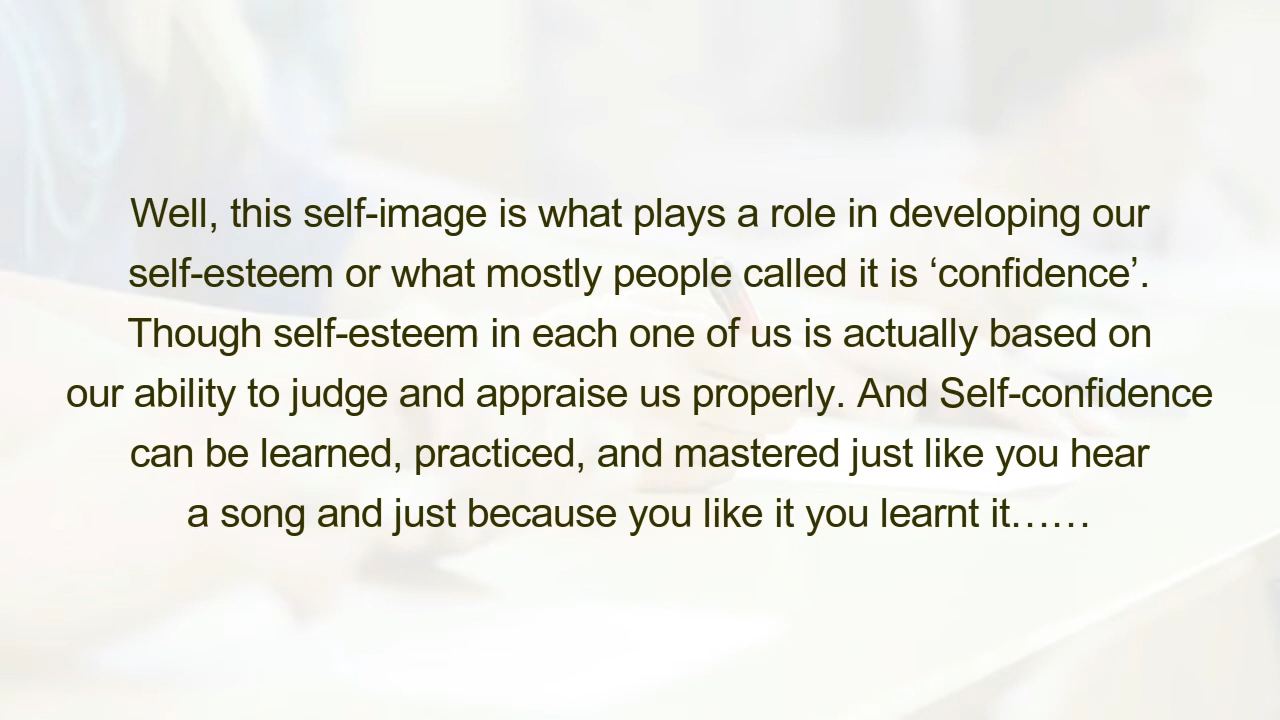 Well, this self-image is what plays a role in developing our
self-esteem or what mostly people called it is ‘confidence’.
Though self-esteem in each one of us is actually based on
our ability to judge and appraise us properly. And Self-confidence
can be learned, practiced, and mastered just like you hear
a song and just because you like it you learnt it……